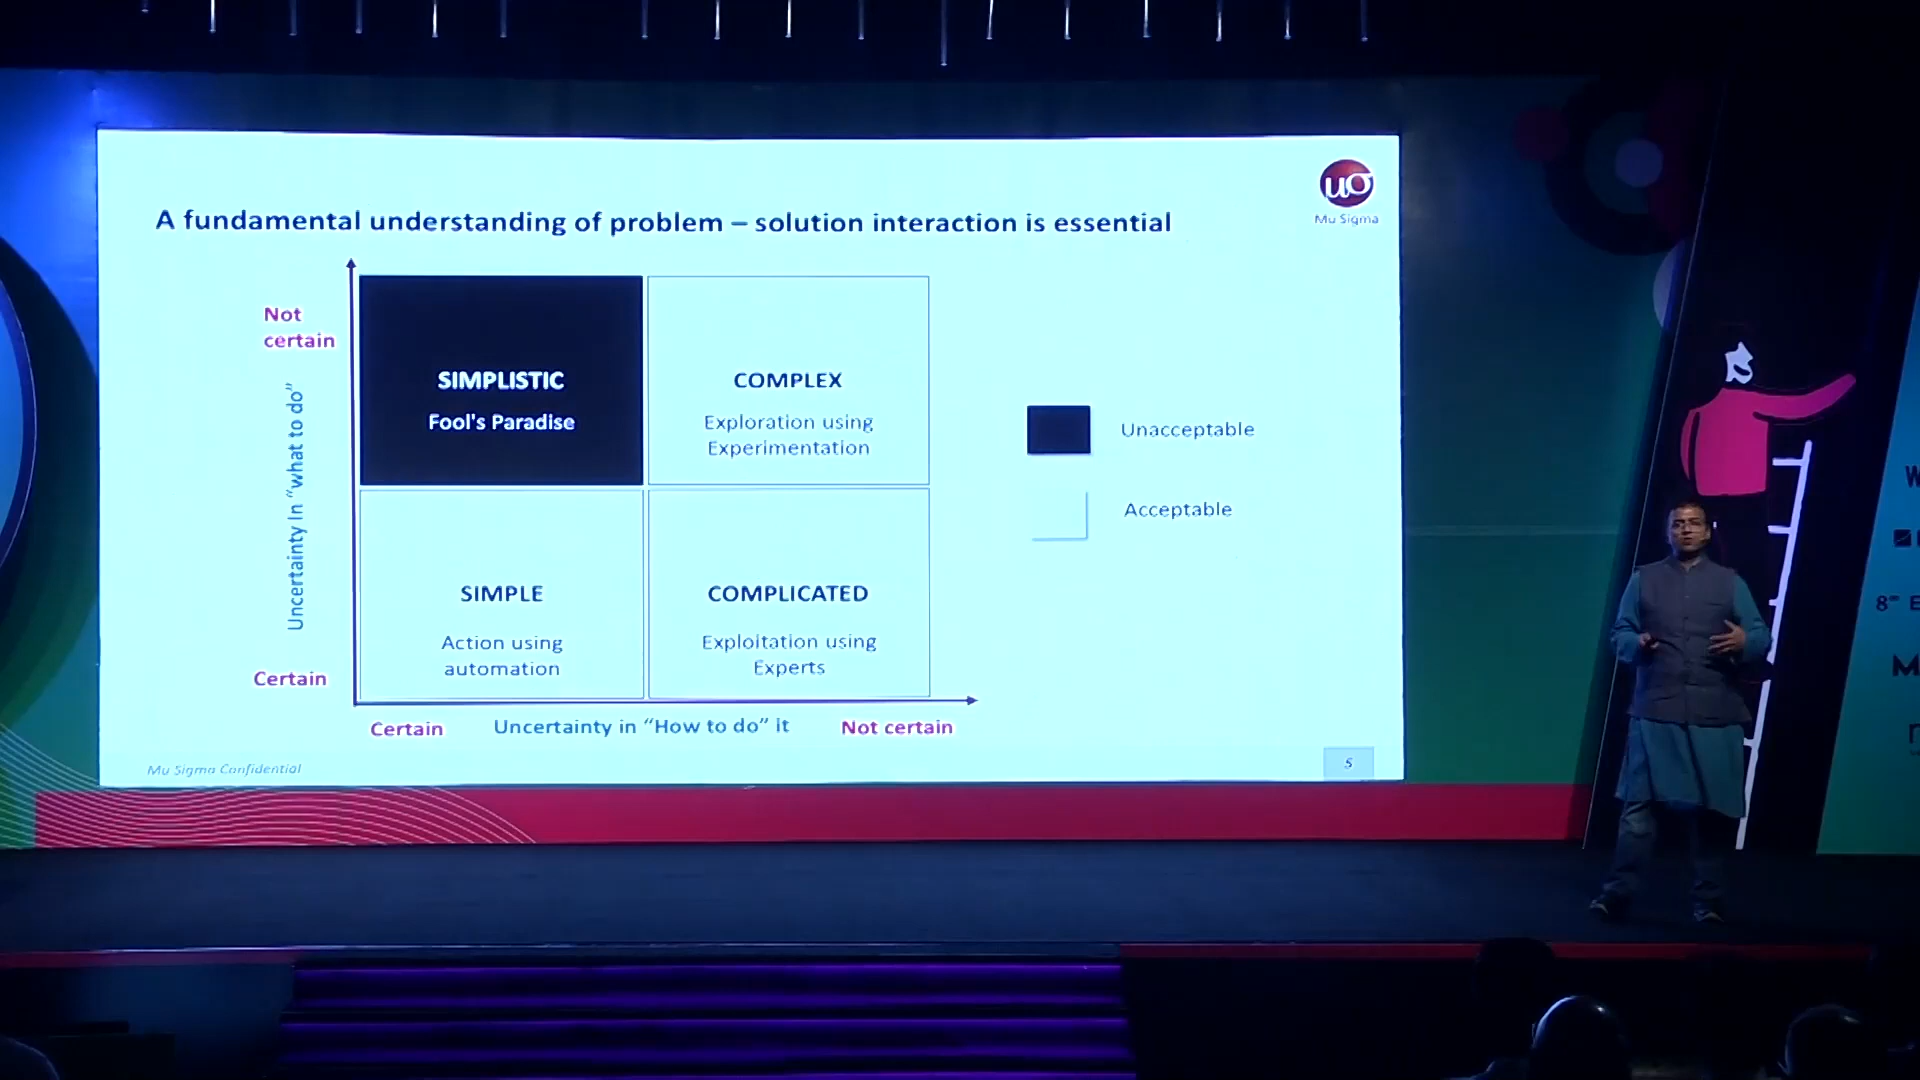 uσ
Mu Sigma
A fundamental understanding of problem – solution interaction is essential
Not
certain
Uncertainty in “what to do”
Certain
SIMPLISTIC
Fool's Paradise
COMPLEX
Exploration using
Experimentation
SIMPLE
Action using
automation
COMPLICATED
Exploitation using
Experts
Unacceptable
Acceptable
Certain
Uncertainty in “How to do” it
Not certain
Mu Sigma Confidential
5